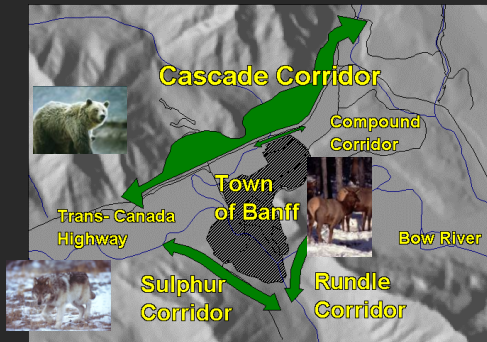 Cascade Corridor
Compound
Corridor
Town
of Banff
Trans- Canada
Highway
Bow River
Sulphur
Corridor
Rundle
Corridor